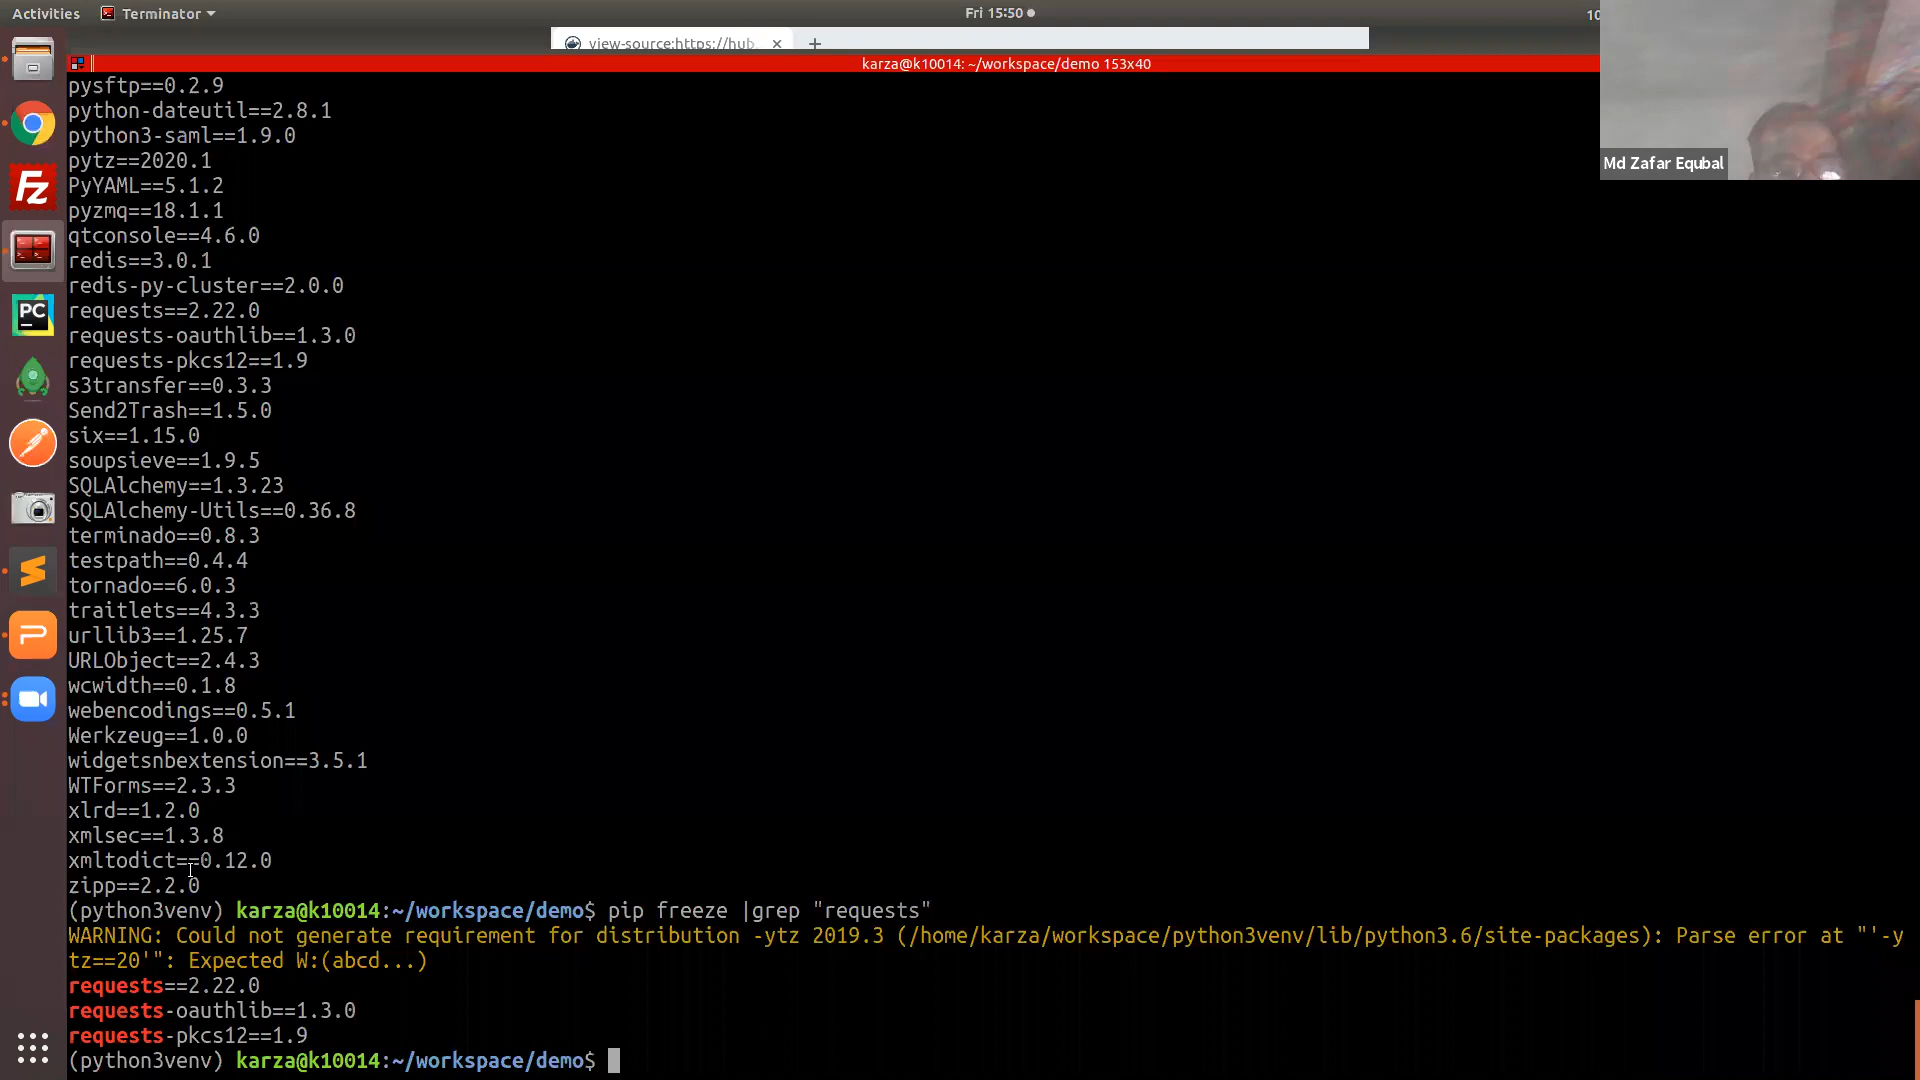 Activities
Terminator
Fri 15:50
10
view-source:https://hub.
karza@k10014: ~/workspace/demo 153x40
Md Zafar Equbal
pysftp==0.2.9
python-dateutil==2.8.1
python3-saml==1.9.0
pytz==2020.1
PyYAML==5.1.2
pyzmq==18.1.1
qtconsole==4.6.0
redis==3.0.1
redis-py-cluster==2.0.0
requests==2.22.0
requests-oauthlib==1.3.0
requests-pkcs12==1.9
s3transfer==0.3.3
Send2Trash==1.5.0
six==1.15.0
soupsieve==1.9.5
SQLAlchemy==1.3.23
SQLAlchemy-Utils==0.36.8
terminado==0.8.3
testpath==0.4.4
tornado==6.0.3
traitlets==4.3.3
urllib3==1.25.7
URLObject==2.4.3
wcwidth==0.1.8
webencodings==0.5.1
Werkzeug==1.0.0
widgetsnbextension==3.5.1
WTForms==2.3.3
xlrd==1.2.0
xmlsec==1.3.8
xmltodict==0.12.0
zipp==2.2.0
(python3venv) karza@k10014:~/workspace/demo$ pip freeze |grep "requests"
WARNING: Could not generate requirement for distribution -ytz 2019.3 (/home/karza/workspace/python3venv/lib/python3.6/site-packages): Parse error at "'-y
tz==20'": Expected W:(abcd...)
requests==2.22.0
requests-oauthlib==1.3.0
requests-pkcs12==1.9
(python3venv) karza@k10014:~/workspace/demo$
Fz
PC